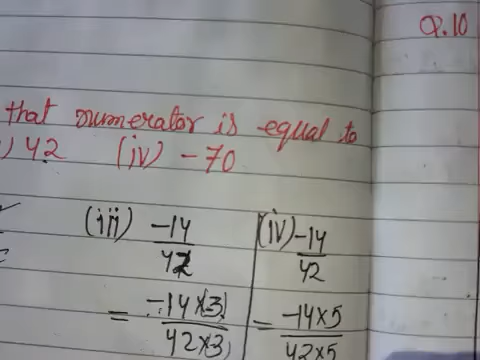 Q.10
that numerator is equal to
) 42 (iv) -70
(iii) -14/42 (iv) -14/42
= -14×(3)/42×3) = -14×5/42×5